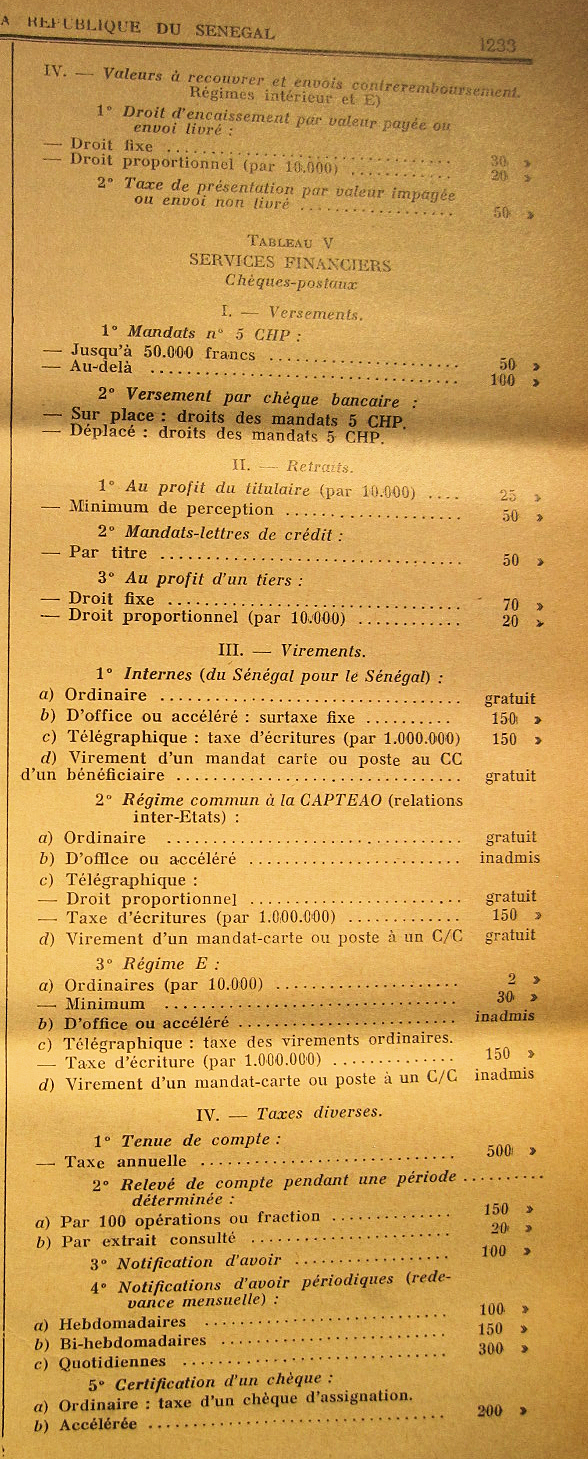 A REPUBLIQUE DU SENEGAL 1233
IV. — Valeurs à recouvrer et envois contreremboursement.
Régimes intérieur et E)
1° Droit d'encaissement par valeur payée ou
envoi livré :
— Droit fixe .............................. 30 »
— Droit proportionnel (par 10.000) .............. 20 »
2° Taxe de présentation par valeur impayée
ou envoi non livré .................... 50 »
TABLEAU V
SERVICES FINANCIERS
Chèques-postaux
I. — Versements.
1° Mandats n° 5 CHP :
— Jusqu'à 50.000 francs .................... 50 »
— Au-delà ................................ 100 »
2° Versement par chèque bancaire :
— Sur place : droits des mandats 5 CHP.
— Déplacé : droits des mandats 5 CHP.
II. — Retraits.
1° Au profit du titulaire (par 10.000) .... 25 »
— Minimum de perception .................. 50 »
2° Mandats-lettres de crédit :
— Par titre .............................. 50 »
3° Au profit d'un tiers :
— Droit fixe .............................. 70 »
— Droit proportionnel (par 10.000) ............ 20 »
III. — Virements.
1° Internes (du Sénégal pour le Sénégal) :
a) Ordinaire .............................. gratuit
b) D'office ou accéléré : surtaxe fixe .......... 150 »
c) Télégraphique : taxe d'écritures (par 1.000.000) 150 »
d) Virement d'un mandat carte ou poste au CC
d'un bénéficiaire .............................. gratuit
2° Régime commun à la CAPTEAO (relations
inter-Etats) :
a) Ordinaire .............................. gratuit
b) D'office ou accéléré ...................... inadmis
c) Télégraphique :
— Droit proportionnel ...................... gratuit
— Taxe d'écritures (par 1.000.000) ............ 150 »
d) Virement d'un mandat-carte ou poste à un C/C gratuit
3° Régime E :
a) Ordinaires (par 10.000) .................... 2 »
— Minimum .............................. 30 »
b) D'office ou accéléré ...................... inadmis
c) Télégraphique : taxe des virements ordinaires.
— Taxe d'écriture (par 1.000.000) ............ 150 »
d) Virement d'un mandat-carte ou poste à un C/C inadmis
IV. — Taxes diverses.
1° Tenue de compte :
— Taxe annuelle .......................... 500 »
2° Relevé de compte pendant une période ..........
déterminée :
a) Par 100 opérations ou fraction .............. 150 »
b) Par extrait consulté ...................... 20 »
3° Notification d'avoir .................... 100 »
4° Notifications d'avoir périodiques (rede-
vance mensuelle) :
a) Hebdomadaires .......................... 100 »
b) Bi-hebdomadaires ........................ 150 »
c) Quotidiennes ............................ 300 »
5° Certification d'un chèque :
a) Ordinaire : taxe d'un chèque d'assignation.
b) Accélérée .............................. 200 »